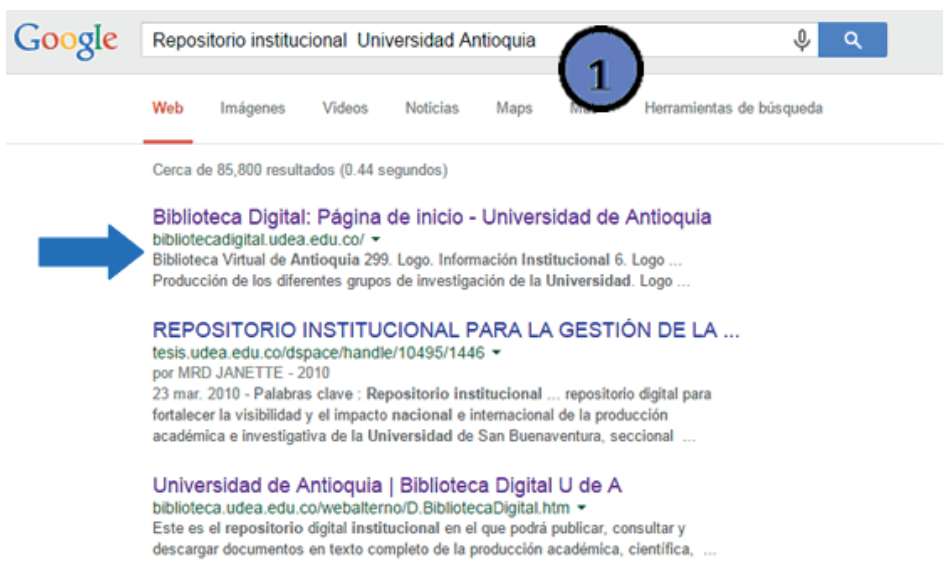 Google Repositorio institucional Universidad Antioquia
1
Web Imágenes Videos Noticias Maps Herramientas de búsqueda
Cerca de 85,800 resultados (0.44 segundos)
Biblioteca Digital: Página de inicio - Universidad de Antioquia
bibliotecadigital.udea.edu.co/
Biblioteca Virtual de Antioquia 299. Logo. Información Institucional 6. Logo ...
Producción de los diferentes grupos de investigación de la Universidad. Logo ...
REPOSITORIO INSTITUCIONAL PARA LA GESTIÓN DE LA ...
tesis.udea.edu.co/dspace/handle/10495/1446
por MRD JANETTE - 2010
23 mar. 2010 - Palabras clave : Repositorio institucional ... repositorio digital para
fortalecer la visibilidad y el impacto nacional e internacional de la producción
académica e investigativa de la Universidad de San Buenaventura, seccional ...
Universidad de Antioquia | Biblioteca Digital U de A
biblioteca.udea.edu.co/webalterno/D.BibliotecaDigital.htm
Este es el repositorio digital institucional en el que podrá publicar, consultar y
descargar documentos en texto completo de la producción académica, científica, ...